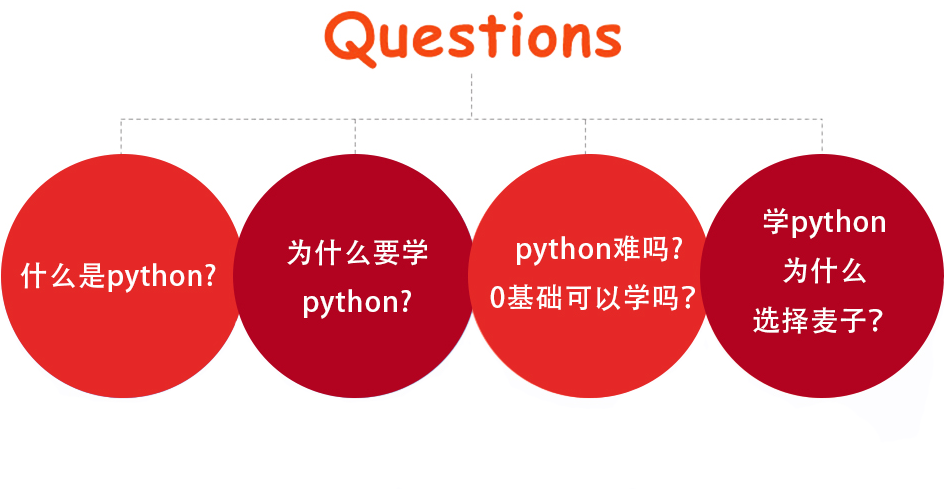 Questions
什么是python?
为什么要学
python?
python难吗?
0基础可以学吗?
学python
为什么
选择麦子?